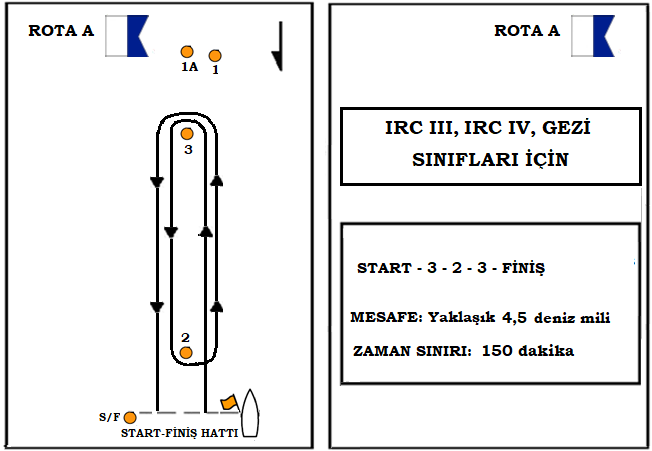 ROTA A
1A
1
3
2
S/F
START-FİNİŞ HATTI
ROTA A
IRC III, IRC IV, GEZİ
SINIFLARI İÇİN
START - 3 - 2 - 3 - FİNİŞ
MESAFE: Yaklaşık 4,5 deniz mili
ZAMAN SINIRI: 150 dakika